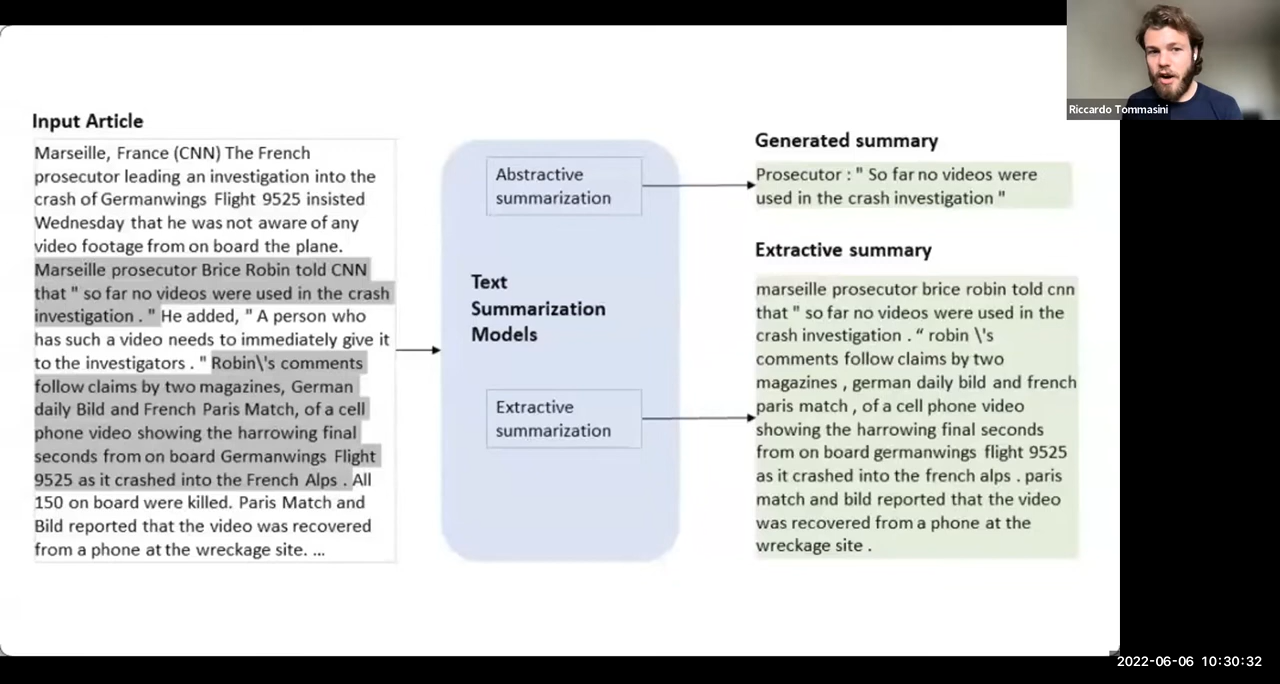 Riccardo Tommasini
Input Article
Marseille, France (CNN) The French
prosecutor leading an investigation into the
crash of Germanwings Flight 9525 insisted
Wednesday that he was not aware of any
video footage from on board the plane.
Marseille prosecutor Brice Robin told CNN
that " so far no videos were used in the crash
investigation . " He added, " A person who
has such a video needs to immediately give it
to the investigators . " Robin\'s comments
follow claims by two magazines, German
daily Bild and French Paris Match, of a cell
phone video showing the harrowing final
seconds from on board Germanwings Flight
9525 as it crashed into the French Alps . All
150 on board were killed. Paris Match and
Bild reported that the video was recovered
from a phone at the wreckage site. ...
Abstractive
summarization
Text
Summarization
Models
Extractive
summarization
Generated summary
Prosecutor : " So far no videos were
used in the crash investigation "
Extractive summary
marseille prosecutor brice robin told cnn
that " so far no videos were used in the
crash investigation . “ robin \'s
comments follow claims by two
magazines , german daily bild and french
paris match , of a cell phone video
showing the harrowing final seconds
from on board germanwings flight 9525
as it crashed into the french alps . paris
match and bild reported that the video
was recovered from a phone at the
wreckage site .
2022-06-06 10:30:32